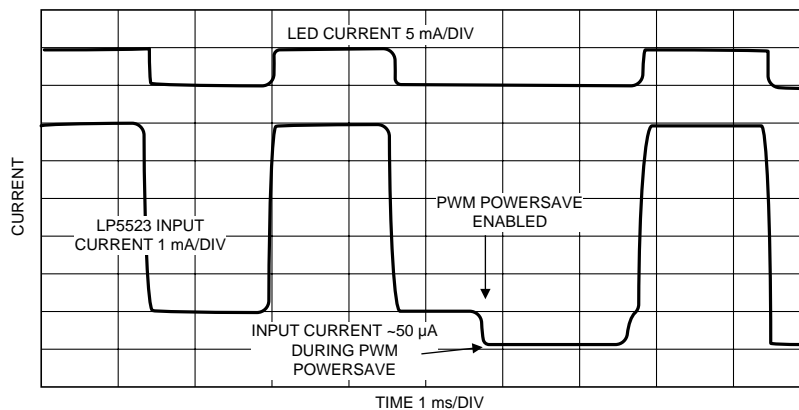 LED CURRENT 5 mA/DIV
CURRENT
PWM POWERSAVE
ENABLED
LP5523 INPUT
CURRENT 1 mA/DIV
INPUT CURRENT ~50 µA
DURING PWM
POWERSAVE
TIME 1 ms/DIV